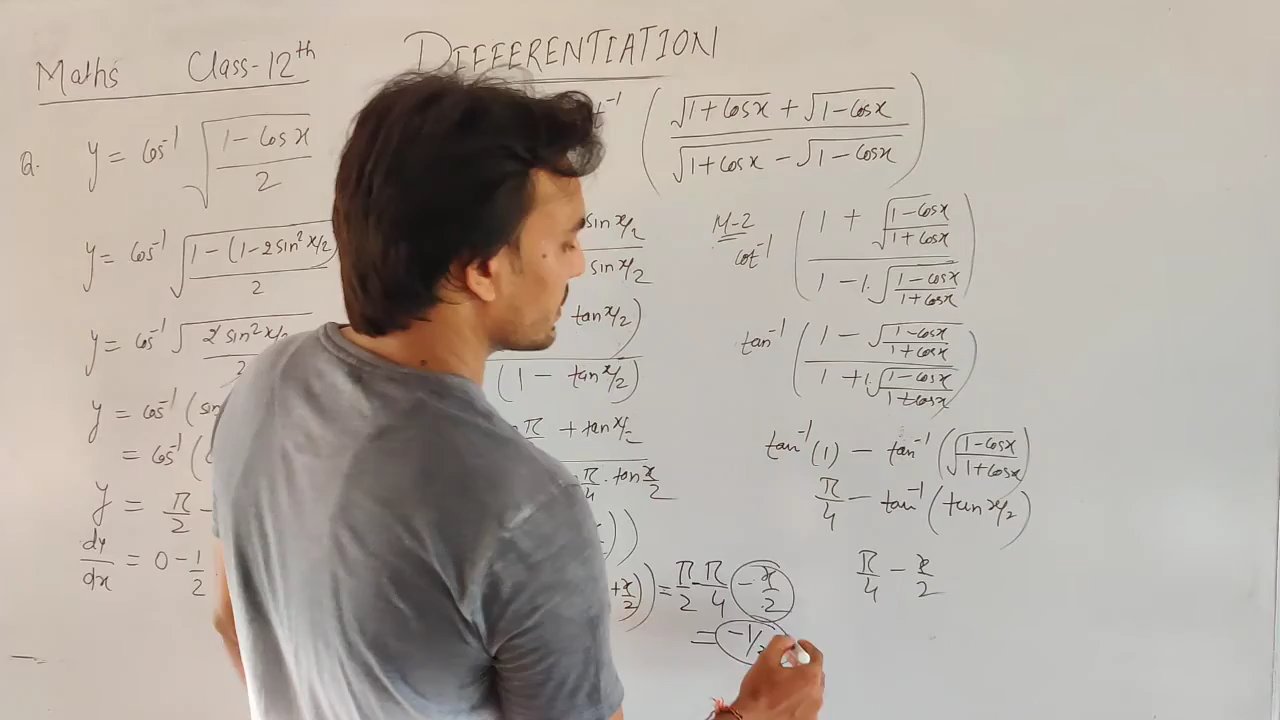 Maths Class-12th DIFFERENTIATION
Q. y = Cos⁻¹ √((1 - Cos x)/2)
y = Cos⁻¹ √((1 - (1 - 2 sin² x/2))/2)
y = Cos⁻¹ √((2 sin² x/2)/2)
y = Cos⁻¹ (sin
= Cos⁻¹ (
y = π/2 -
dy/dx = 0 - 1/2
t⁻¹ ((√(1 + Cos x) + √(1 - Cos x))/(√(1 + Cos x) - √(1 - Cos x)))
sin x/2
sin x/2
tan x/2)
(1 - tan x/2)
π + tan x/2
π/4 . tan x/2
))
+ x/2)) = π/2 - π/4 - x/2
= -1/2
M-2
cot⁻¹ ((1 + √((1 - Cos x)/(1 + Cos x)))/(1 - 1.√((1 - Cos x)/(1 + Cos x))))
tan⁻¹ ((1 - √((1 - Cos x)/(1 + Cos x)))/(1 + 1.√((1 - Cos x)/(1 + Cos x))))
tan⁻¹(1) - tan⁻¹ (√((1 - Cos x)/(1 + Cos x)))
π/4 - tan⁻¹ (tan x/2)
π/4 - x/2